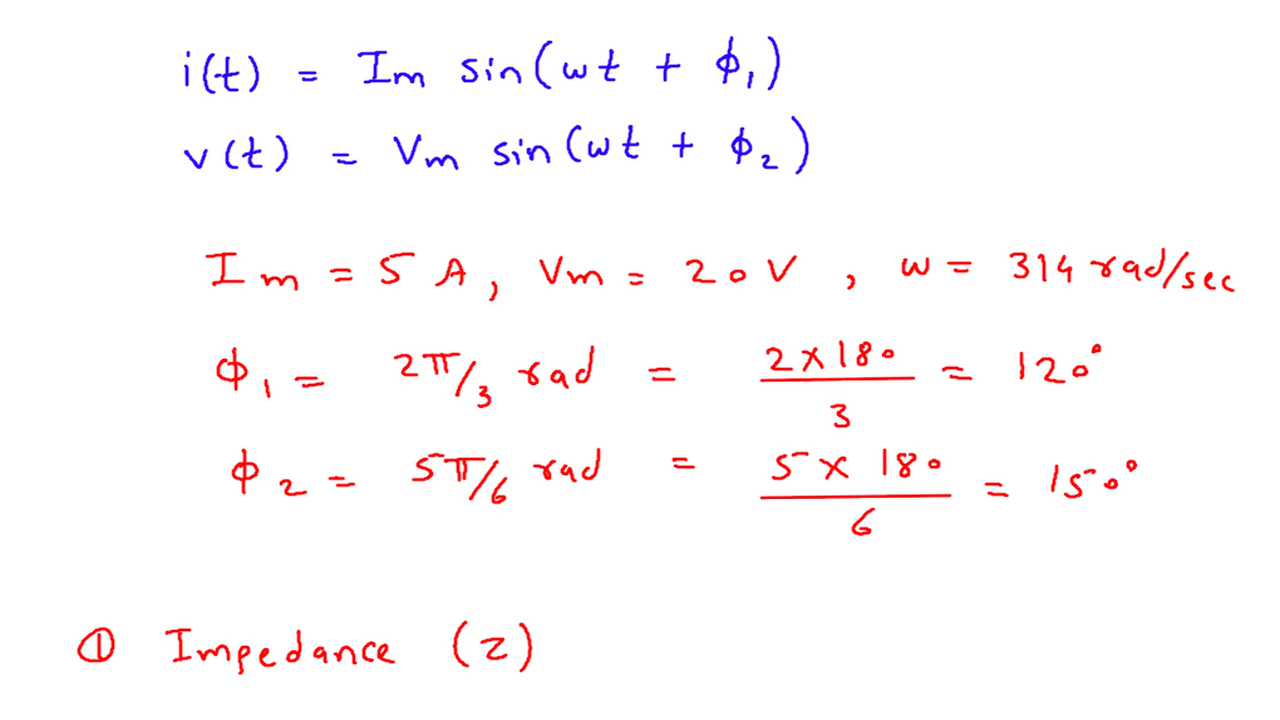 i(t) = Im sin(ωt + ϕ₁)
v(t) = Vm sin(ωt + ϕ₂)
Im = 5 A, Vm = 20 V, ω = 314 rad/sec
ϕ₁ = 2π/3 rad = 2×180/3 = 120°
ϕ₂ = 5π/6 rad = 5×180/6 = 150°
① Impedance (z)